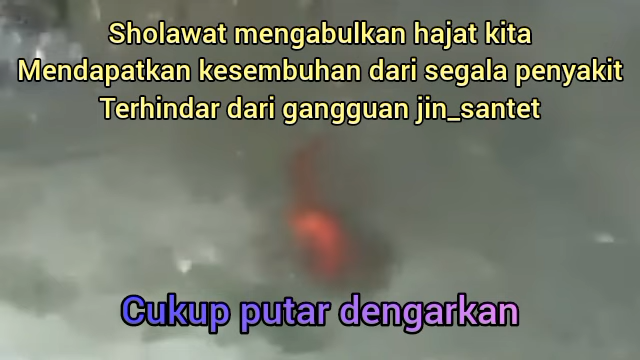 Sholawat mengabulkan hajat kita
Mendapatkan kesembuhan dari segala penyakit
Terhindar dari gangguan jin_santet
Cukup putar dengarkan